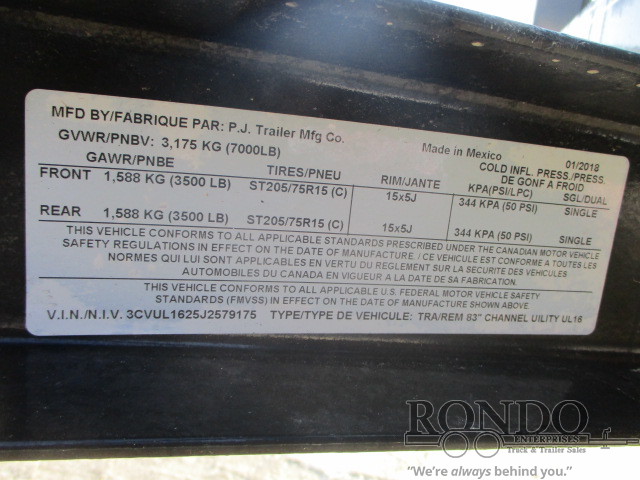 MFD BY/FABRIQUE PAR: P.J. Trailer Mfg Co. Made in Mexico 01/2018
GVWR/PNBV: 3,175 KG (7000LB)
GAWR/PNBE TIRES/PNEU RIM/JANTE COLD INFL. PRESS./PRESS. DE GONF A FROID KPA(PSI/LPC) SGL/DUAL
FRONT 1,588 KG (3500 LB) ST205/75R15 (C) 15x5J 344 KPA (50 PSI) SINGLE
REAR 1,588 KG (3500 LB) ST205/75R15 (C) 15x5J 344 KPA (50 PSI) SINGLE
THIS VEHICLE CONFORMS TO ALL APPLICABLE STANDARDS PRESCRIBED UNDER THE CANADIAN MOTOR VEHICLE
SAFETY REGULATIONS IN EFFECT ON THE DATE OF MANUFACTURE. / CE VEHICULE EST CONFORME A TOUTES LES
NORMES QUI LUI SONT APPLICABLES EN VERTU DU REGLEMENT SUR LA SECURITE DES VEHICULES
AUTOMOBILES DU CANADA EN VIGUEUR A LA DATE DE SA FABRICATION.
THIS VEHICLE CONFORMS TO ALL APPLICABLE U.S. FEDERAL MOTOR VEHICLE SAFETY
STANDARDS (FMVSS) IN EFFECT ON THE DATE OF MANUFACTURE SHOWN ABOVE.
V.I.N./N.I.V. 3CVUL1625J2579175 TYPE/TYPE DE VEHICULE: TRA/REM 83" CHANNEL UILITY UL16
RONDO
ENTERPRISES
Truck & Trailer Sales
"We're always behind you."